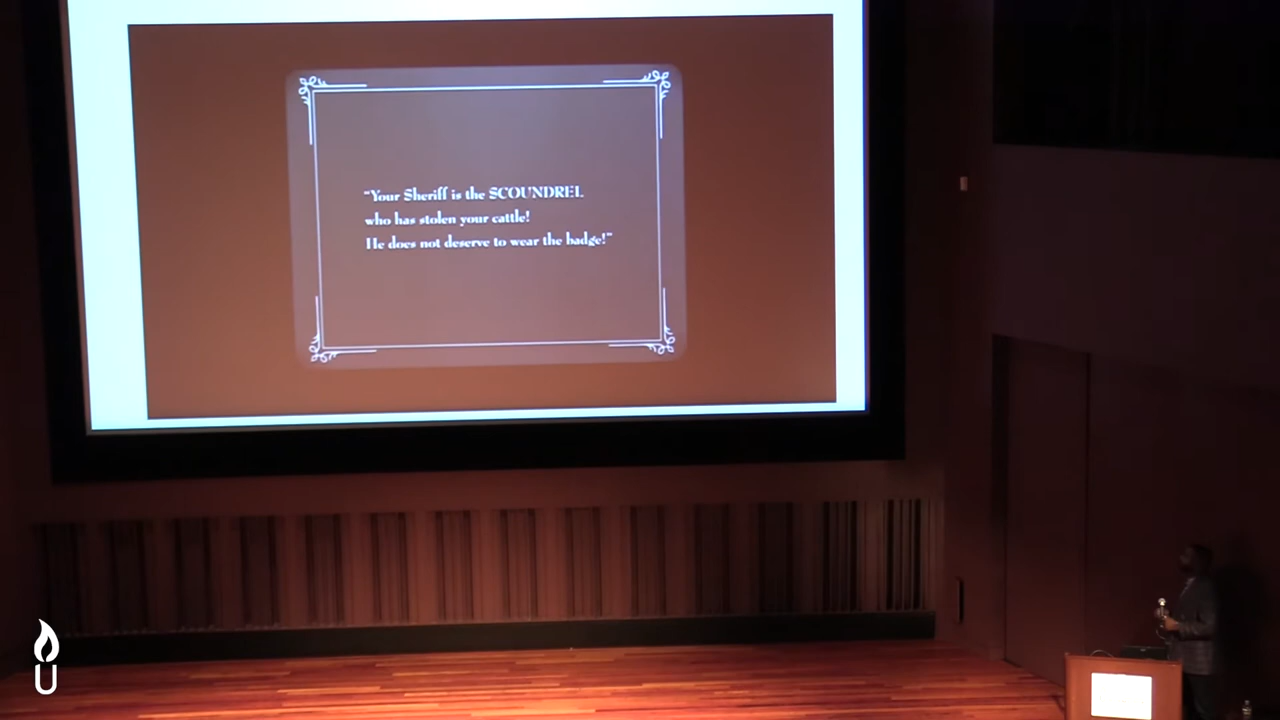 "Your Sheriff is the SCOUNDREL
who has stolen your cattle!
He does not deserve to wear the badge!"
U